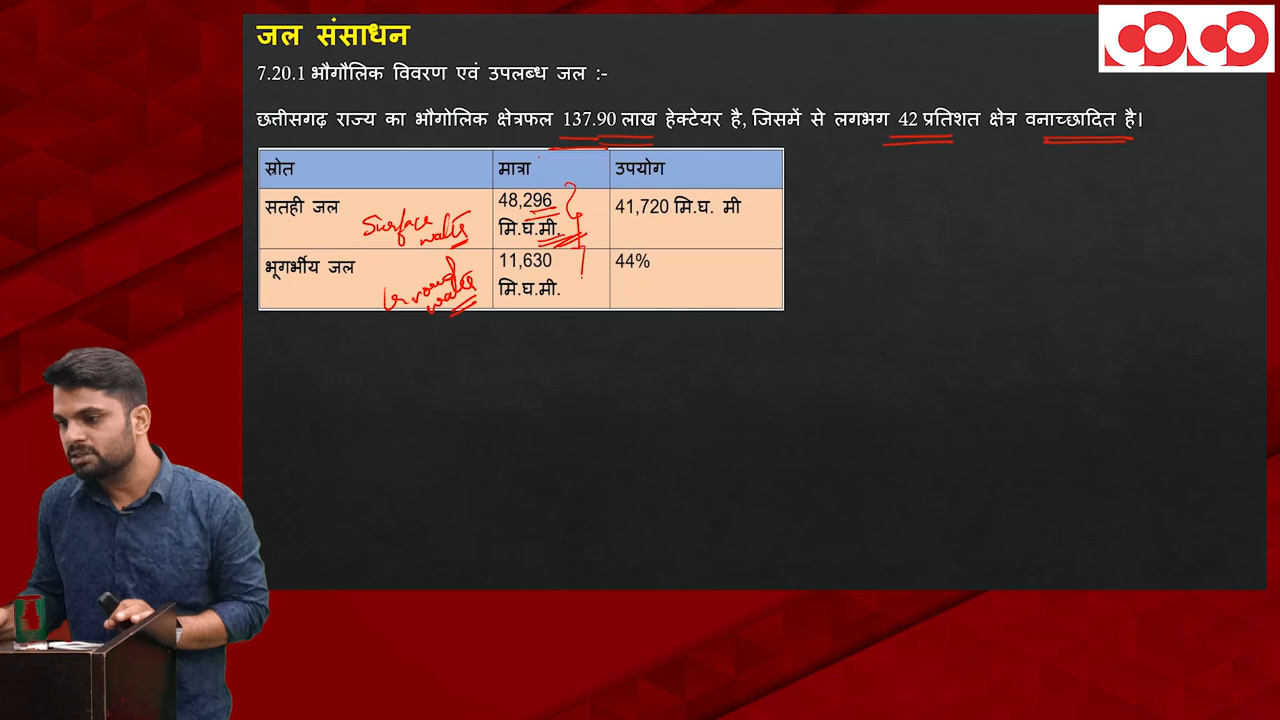 जल संसाधन
7.20.1 भौगौलिक विवरण एवं उपलब्ध जल :-
छत्तीसगढ़ राज्य का भौगोलिक क्षेत्रफल 137.90 लाख हेक्टेयर है, जिसमें से लगभग 42 प्रतिशत क्षेत्र वनाच्छादित है।
स्रोत मात्रा उपयोग
सतही जल 48,296 मि.घ.मी. 41,720 मि.घ. मी
Surface water
भूगर्भीय जल 11,630 मि.घ.मी. 44%
Ground water